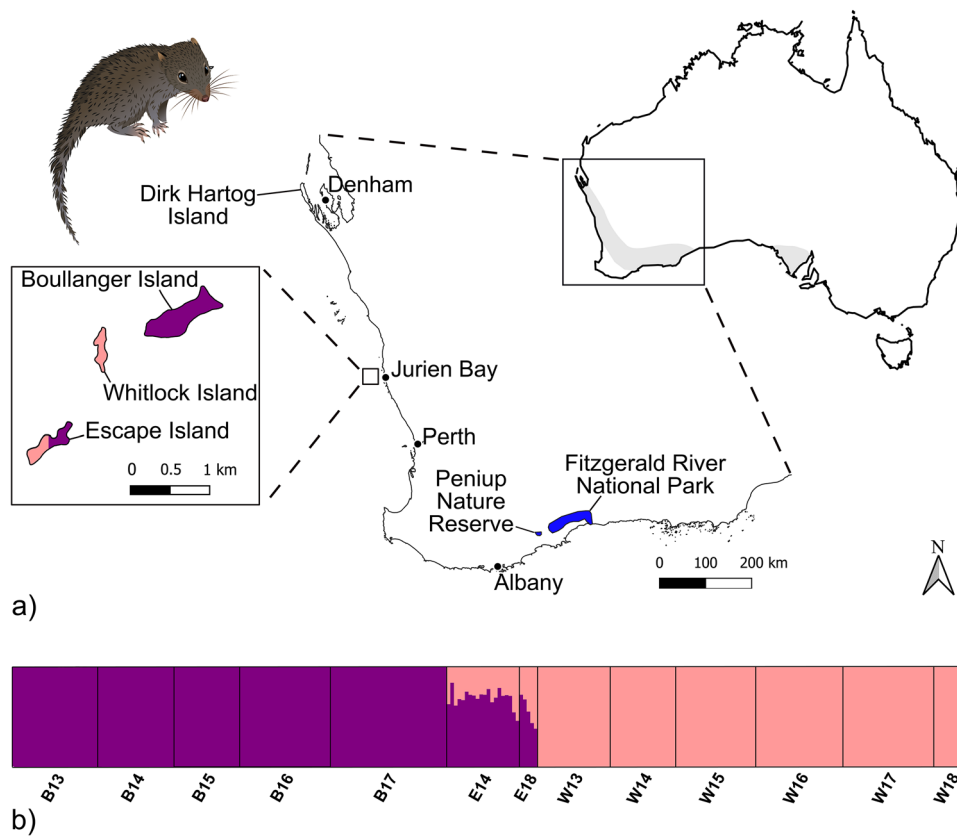 Dirk Hartog
Island
Denham
Boullanger Island
Whitlock Island
Escape Island
0 0.5 1 km
Jurien Bay
Perth
Peniup
Nature
Reserve
Fitzgerald River
National Park
Albany
0 100 200 km
N
a)
B13 B14 B15 B16 B17 E14 E18 W13 W14 W15 W16 W17 W18
b)